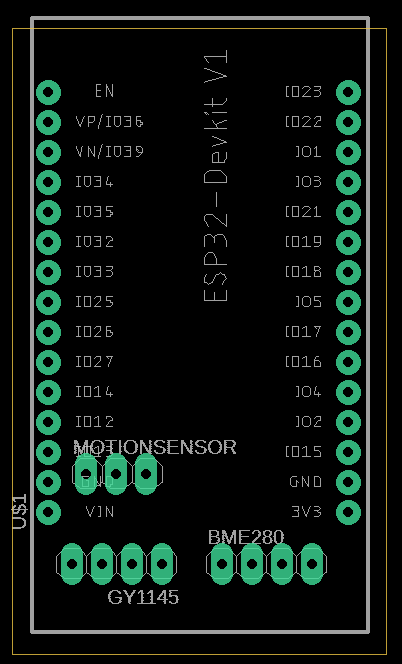 EN
VP/IO36
VN/IO39
IO34
IO35
IO32
IO33
IO25
IO26
IO27
IO14
IO12
GND
VIN
ESP32-Devkit V1
IO23
IO22
IO1
IO3
IO21
IO19
IO18
IO5
IO17
IO16
IO4
IO2
IO15
GND
3V3
MOTIONSENSOR
U$1
BME280
GY1145